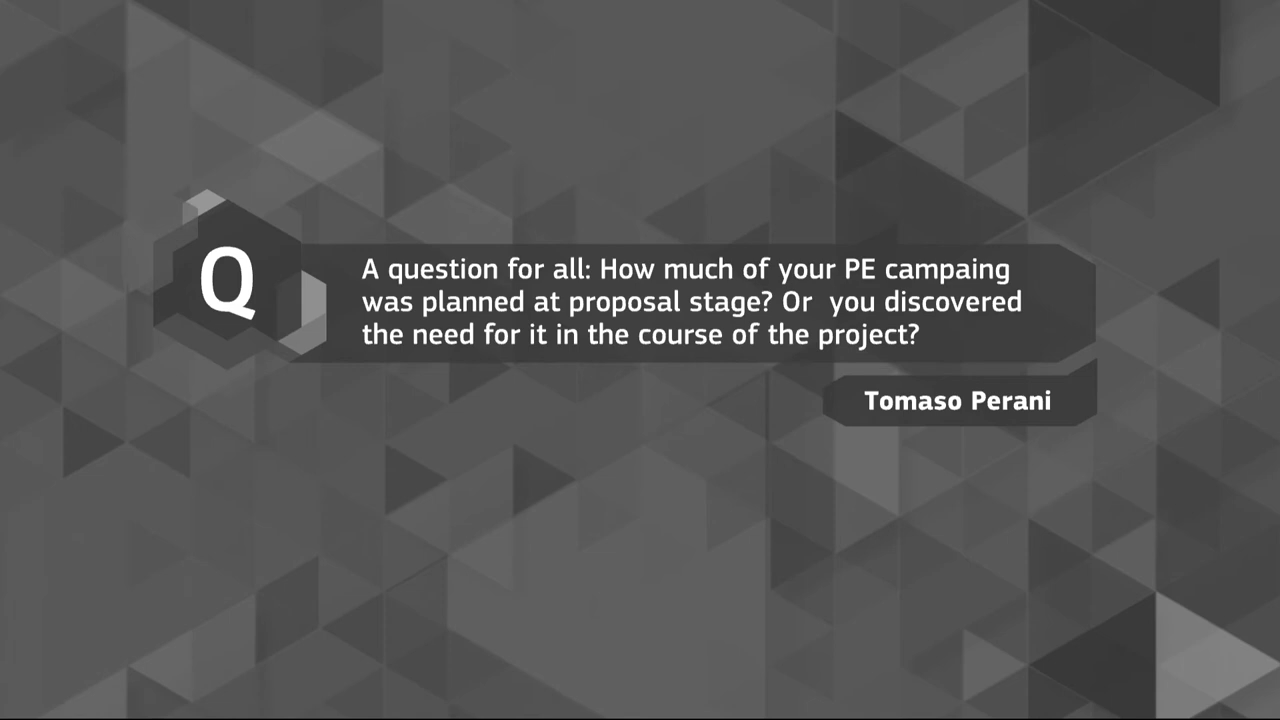 Q
A question for all: How much of your PE campaing
was planned at proposal stage? Or  you discovered
the need for it in the course of the project?
Tomaso Perani